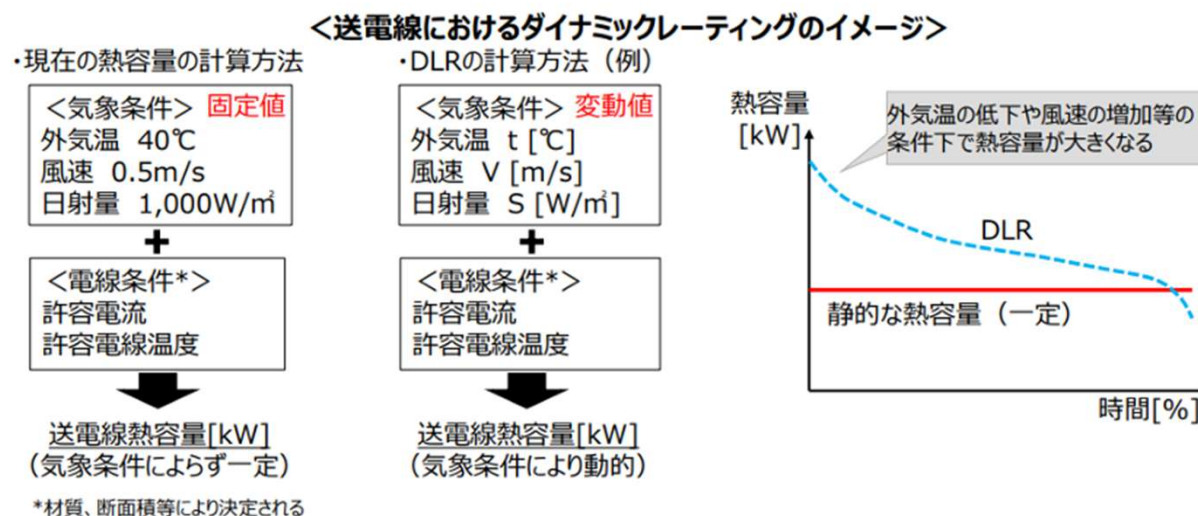 <送電線におけるダイナミックレーティングのイメージ>
・現在の熱容量の計算方法
<気象条件> 固定値
外気温 40℃
風速 0.5m/s
日射量 1,000W/㎡
+
<電線条件*>
許容電流
許容電線温度
送電線熱容量[kW]
(気象条件によらず一定)
*材質、断面積等により決定される
・DLRの計算方法（例）
<気象条件> 変動値
外気温 t [℃]
風速 V [m/s]
日射量 S [W/㎡]
+
<電線条件*>
許容電流
許容電線温度
送電線熱容量[kW]
(気象条件により動的)
熱容量
[kW]
外気温の低下や風速の増加等の
条件下で熱容量が大きくなる
DLR
静的な熱容量（一定）
時間[%]